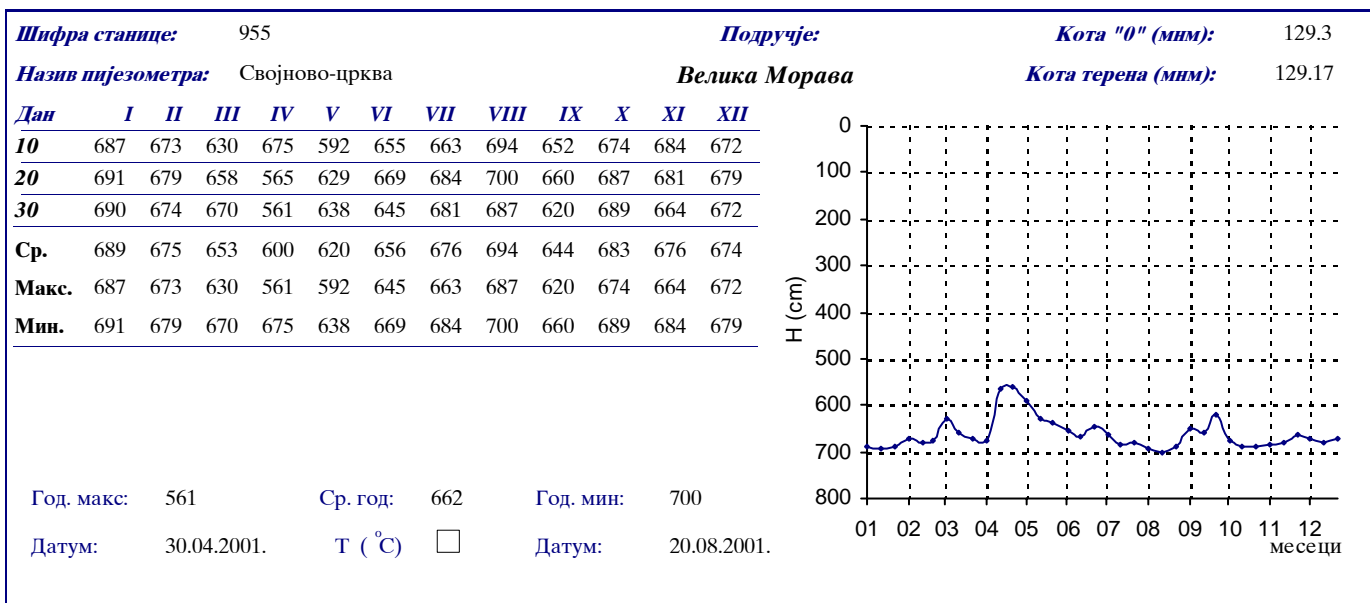 Шифра станице: 955 Подручје: Кота "0" (мнм): 129.3
Назив пијезометра: Својново-црква Велика Морава Кота терена (мнм): 129.17
Дан I II III IV V VI VII VIII IX X XI XII
10 687 673 630 675 592 655 663 694 652 674 684 672
20 691 679 658 565 629 669 684 700 660 687 681 679
30 690 674 670 561 638 645 681 687 620 689 664 672
Ср. 689 675 653 600 620 656 676 694 644 683 676 674
Макс. 687 673 630 561 592 645 663 687 620 674 664 672
Мин. 691 679 670 675 638 669 684 700 660 689 684 679
Год. макс: 561 Ср. год: 662 Год. мин: 700
Датум: 30.04.2001. Т ( °С) Датум: 20.08.2001.
H (cm)
0
100
200
300
400
500
600
700
800
01 02 03 04 05 06 07 08 09 10 11 12
месеци